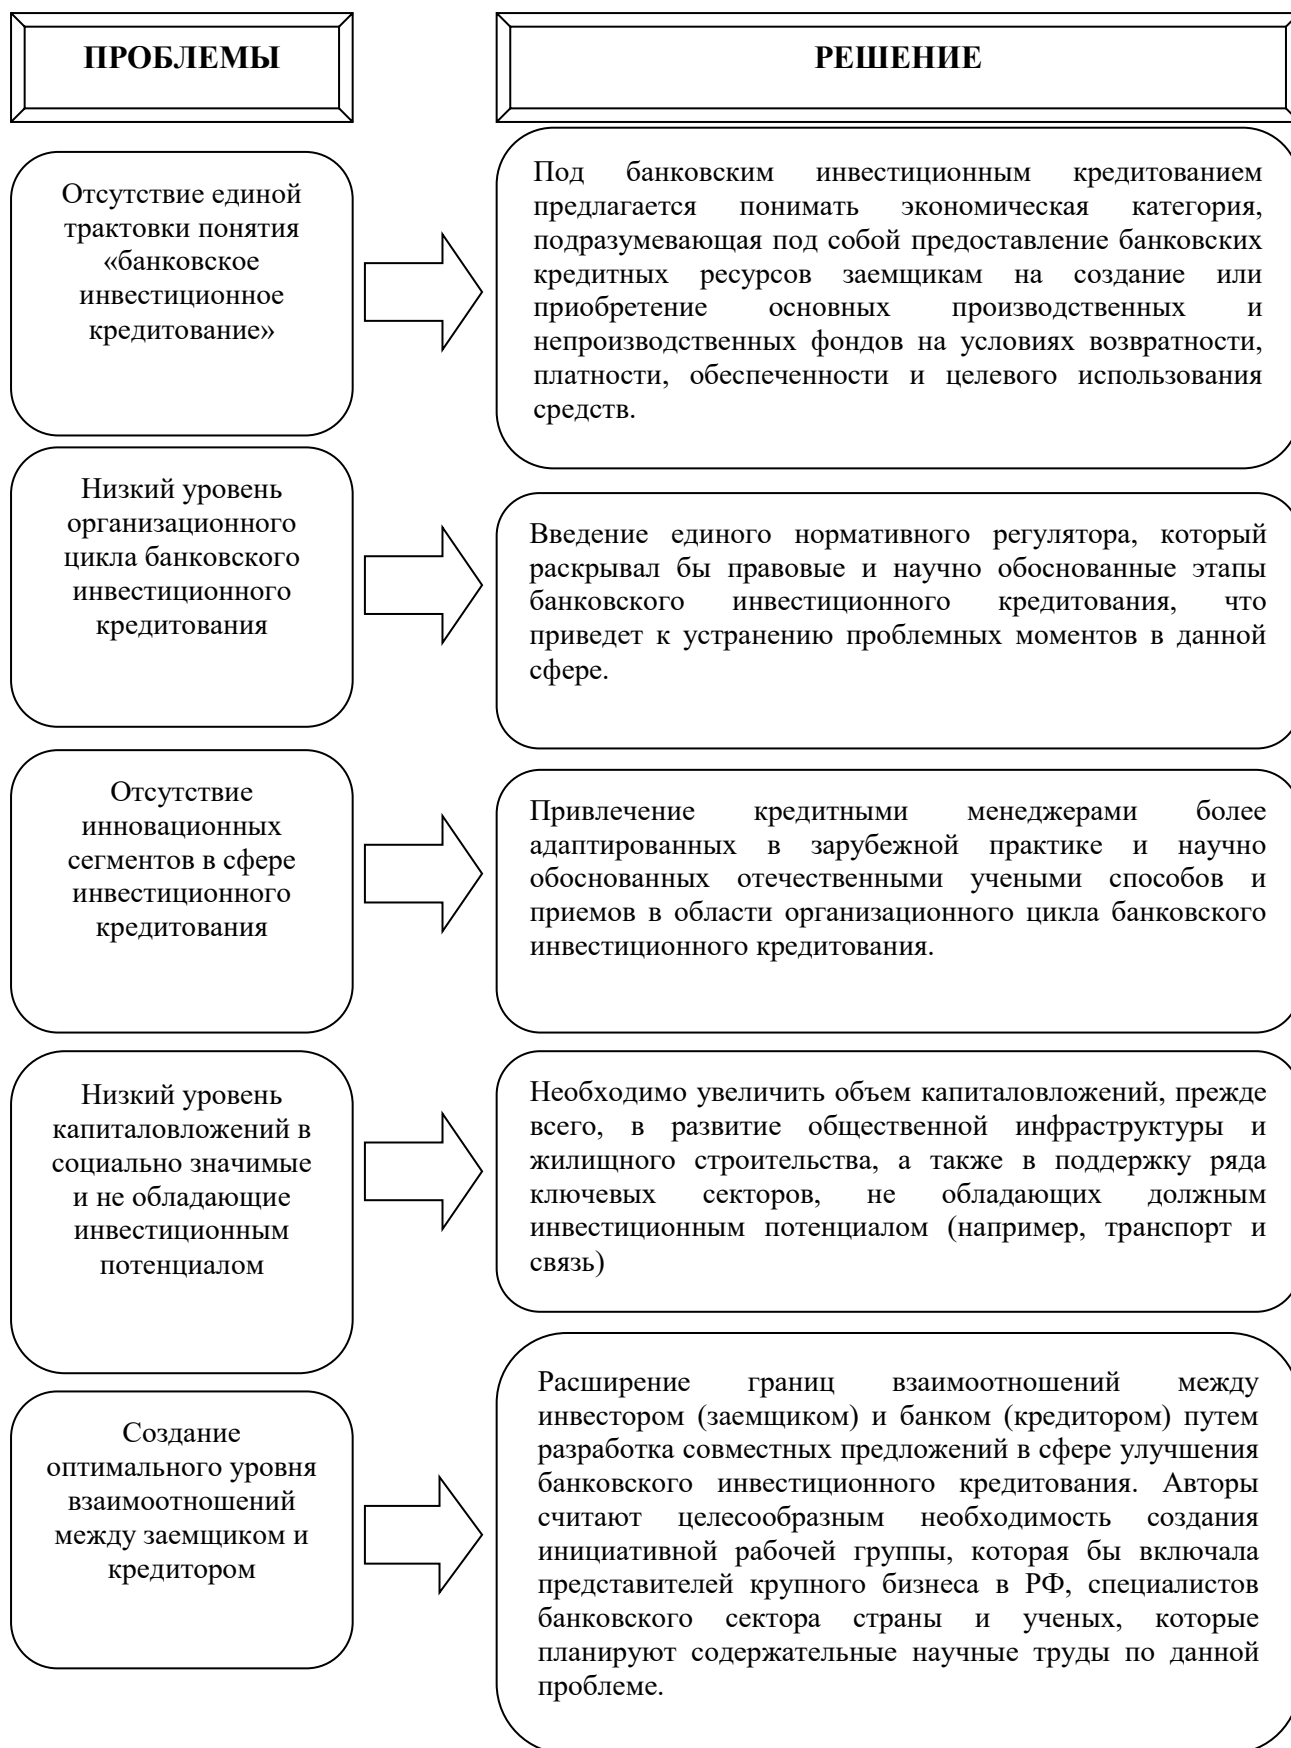 ПРОБЛЕМЫ
РЕШЕНИЕ
Отсутствие единой
трактовки понятия
«банковское
инвестиционное
кредитование»
Под банковским инвестиционным кредитованием
предлагается понимать экономическая категория,
подразумевающая под собой предоставление банковских
кредитных ресурсов заемщикам на создание или
приобретение основных производственных и
непроизводственных фондов на условиях возвратности,
платности, обеспеченности и целевого использования
средств.
Низкий уровень
организационного
цикла банковского
инвестиционного
кредитования
Введение единого нормативного регулятора, который
раскрывал бы правовые и научно обоснованные этапы
банковского инвестиционного кредитования, что
приведет к устранению проблемных моментов в данной
сфере.
Отсутствие
инновационных
сегментов в сфере
инвестиционного
кредитования
Привлечение кредитными менеджерами более
адаптированных в зарубежной практике и научно
обоснованных отечественными учеными способов и
приемов в области организационного цикла банковского
инвестиционного кредитования.
Низкий уровень
капиталовложений в
социально значимые
и не обладающие
инвестиционным
потенциалом
Необходимо увеличить объем капиталовложений, прежде
всего, в развитие общественной инфраструктуры и
жилищного строительства, а также в поддержку ряда
ключевых секторов, не обладающих должным
инвестиционным потенциалом (например, транспорт и
связь)
Создание
оптимального уровня
взаимоотношений
между заемщиком и
кредитором
Расширение границ взаимоотношений между
инвестором (заемщиком) и банком (кредитором) путем
разработка совместных предложений в сфере улучшения
банковского инвестиционного кредитования. Авторы
считают целесообразным необходимость создания
инициативной рабочей группы, которая бы включала
представителей крупного бизнеса в РФ, специалистов
банковского сектора страны и ученых, которые
планируют содержательные научные труды по данной
проблеме.